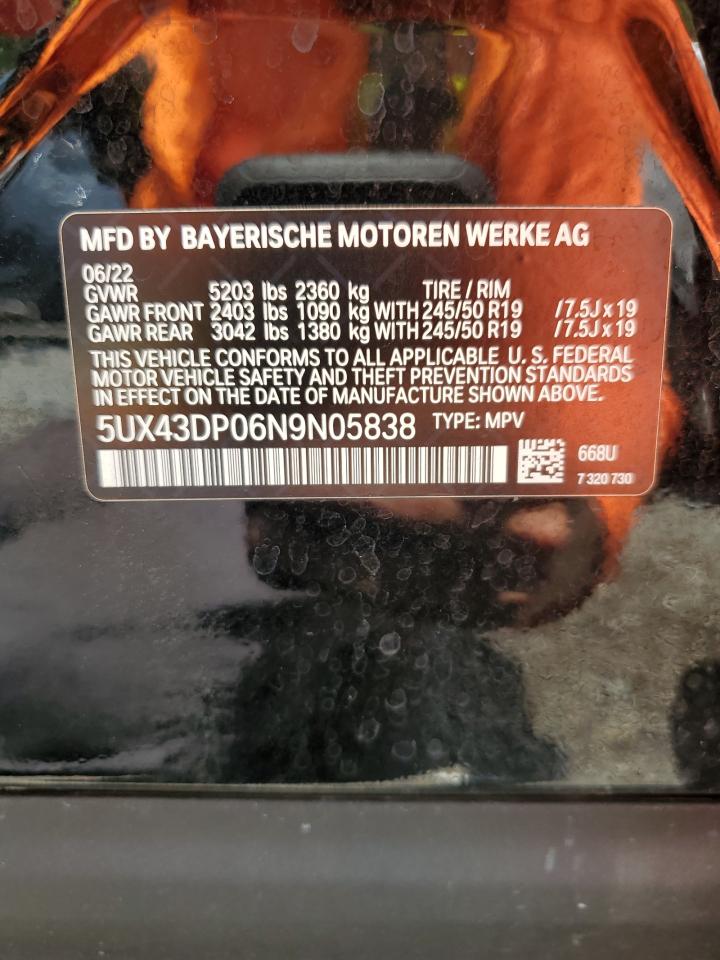 MFD BY BAYERISCHE MOTOREN WERKE AG
06/22
GVWR 5203 lbs 2360 kg TIRE / RIM
GAWR FRONT 2403 lbs 1090 kg WITH 245/50 R19 /7.5J x 19
GAWR REAR 3042 lbs 1380 kg WITH 245/50 R19 /7.5J x 19
THIS VEHICLE CONFORMS TO ALL APPLICABLE U. S. FEDERAL
MOTOR VEHICLE SAFETY AND THEFT PREVENTION STANDARDS
IN EFFECT ON THE DATE OF MANUFACTURE SHOWN ABOVE.
5UX43DP06N9N05838 TYPE: MPV
668U
7 320 730